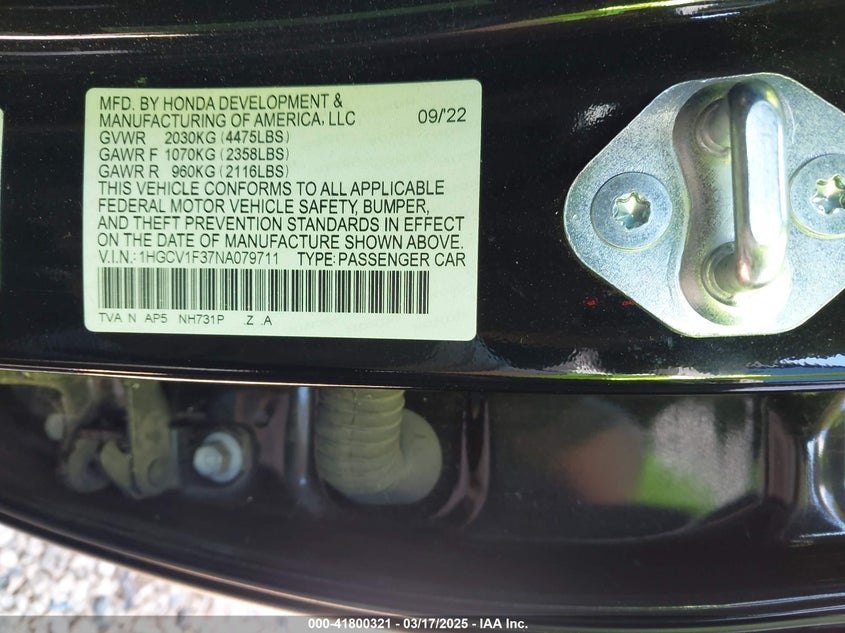 MFD. BY HONDA DEVELOPMENT &
MANUFACTURING OF AMERICA, LLC 09/'22
GVWR 2030KG (4475LBS)
GAWR F 1070KG (2358LBS)
GAWR R 960KG (2116LBS)
THIS VEHICLE CONFORMS TO ALL APPLICABLE
FEDERAL MOTOR VEHICLE SAFETY, BUMPER,
AND THEFT PREVENTION STANDARDS IN EFFECT
ON THE DATE OF MANUFACTURE SHOWN ABOVE.
V.I.N.: 1HGCV1F37NA079711 TYPE: PASSENGER CAR
TVA N AP5 NH731P .Z .A
000-41800321 - 03/17/2025 - IAA Inc.